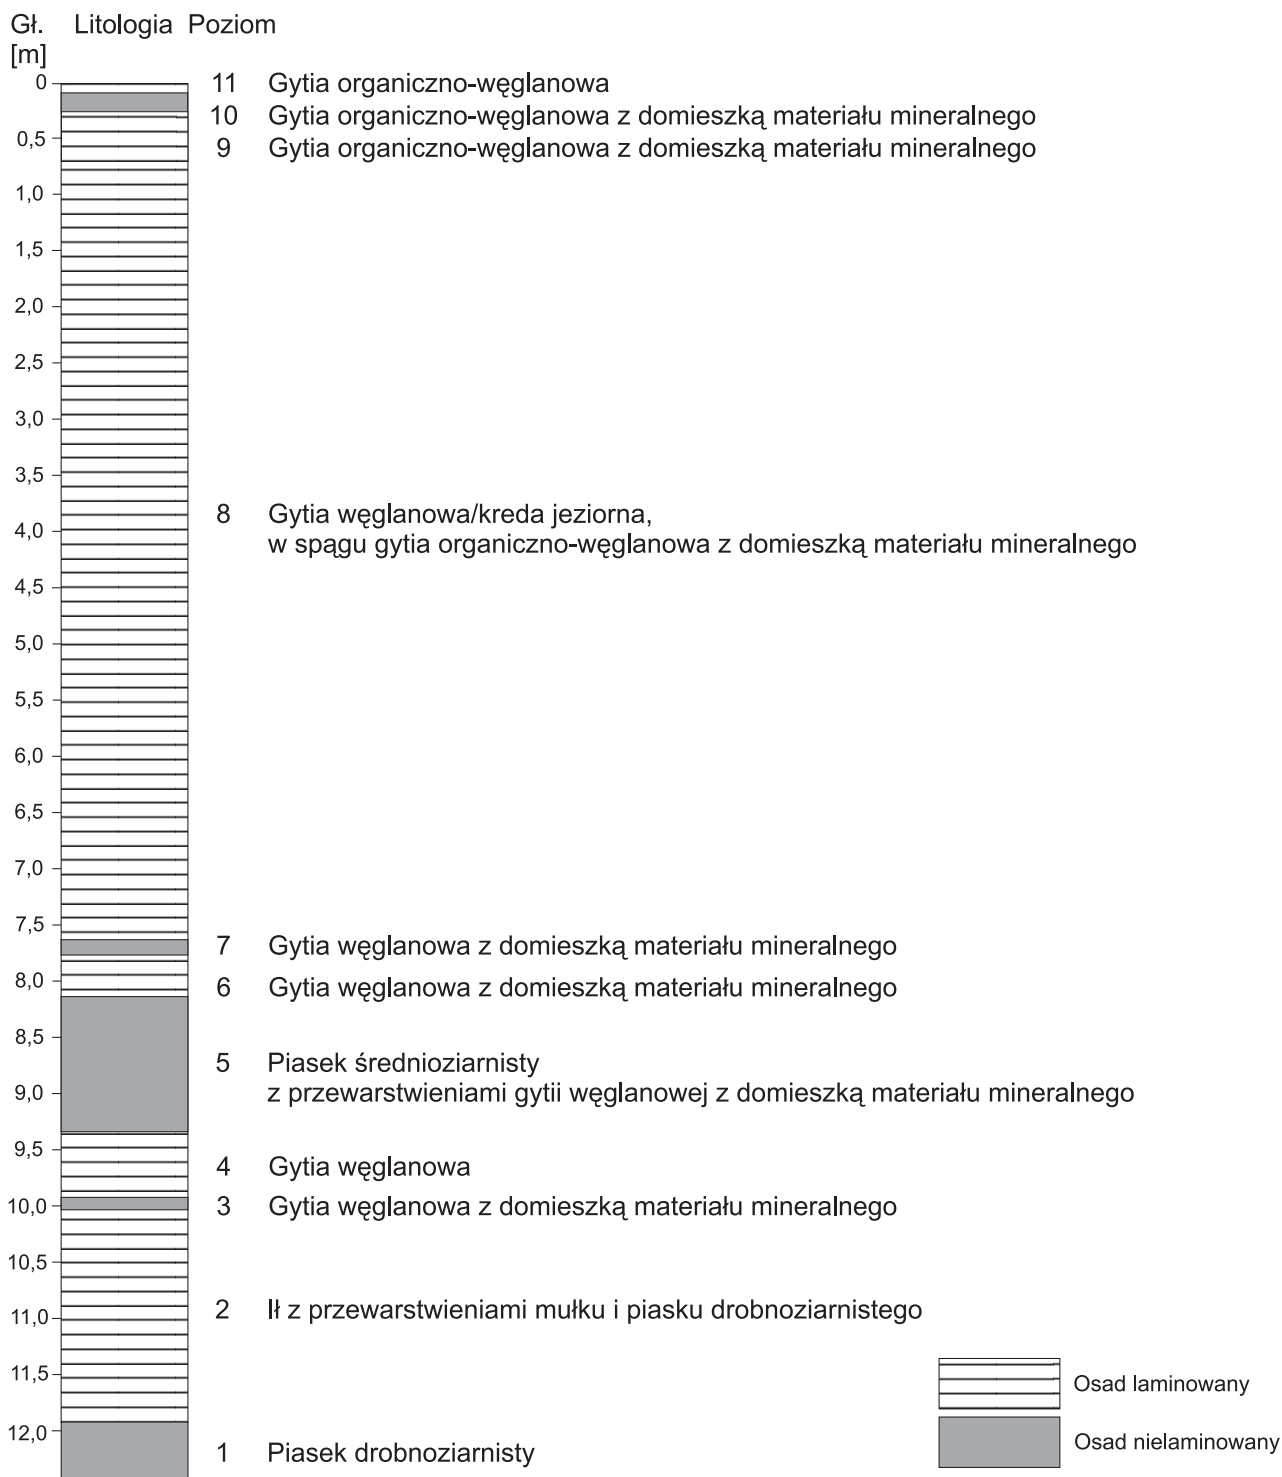 Gł. Litologia Poziom
[m]
0 11 Gytia organiczno-węglanowa
10 Gytia organiczno-węglanowa z domieszką materiału mineralnego
0,5 9 Gytia organiczno-węglanowa z domieszką materiału mineralnego
1,0
1,5
2,0
2,5
3,0
3,5
8 Gytia węglanowa/kreda jeziorna,
4,0 w spągu gytia organiczno-węglanowa z domieszką materiału mineralnego
4,5
5,0
5,5
6,0
6,5
7,0
7,5
7 Gytia węglanowa z domieszką materiału mineralnego
8,0 6 Gytia węglanowa z domieszką materiału mineralnego
8,5
5 Piasek średnioziarnisty
9,0 z przewarstwieniami gytii węglanowej z domieszką materiału mineralnego
9,5
4 Gytia węglanowa
10,0 3 Gytia węglanowa z domieszką materiału mineralnego
10,5
2 Ił z przewarstwieniami mułku i piasku drobnoziarnistego
11,0
11,5 Osad laminowany
12,0 Osad nielaminowany
1 Piasek drobnoziarnisty